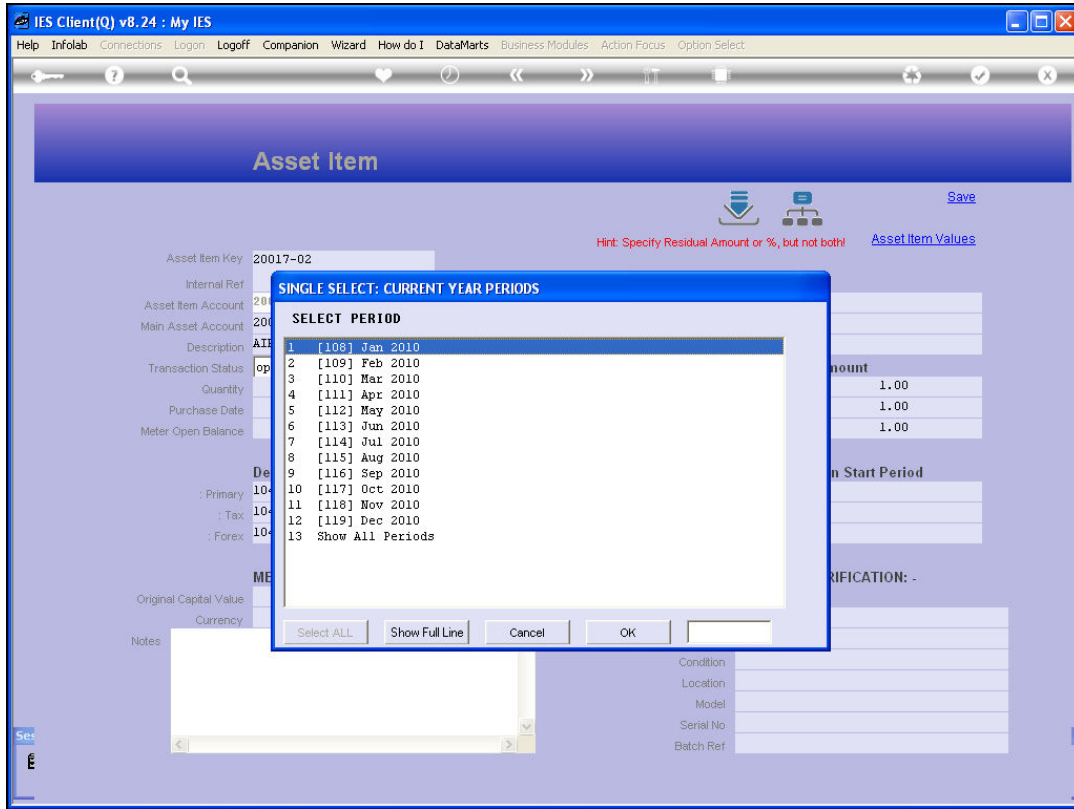 IES Client(Q) v8.24 : My IES
Help Infolab Connections Logon Logoff Companion Wizard How do I DataMarts Business Modules Action Focus Option Select
Asset Item
Save
Hint: Specify Residual Amount or %, but not both!
Asset Item Values
Asset Item Key 20017-02
Internal Ref
Asset Item Account
Main Asset Account
Description
Transaction Status
Quantity 1.00
Purchase Date 1.00
Meter Open Balance 1.00
: Primary
: Tax
: Forex
Start Period
Original Capital Value
Currency
Notes
SINGLE SELECT: CURRENT YEAR PERIODS
SELECT PERIOD
1 [108] Jan 2010
2 [109] Feb 2010
3 [110] Mar 2010
4 [111] Apr 2010
5 [112] May 2010
6 [113] Jun 2010
7 [114] Jul 2010
8 [115] Aug 2010
9 [116] Sep 2010
10 [117] Oct 2010
11 [118] Nov 2010
12 [119] Dec 2010
13 Show All Periods
Select ALL Show Full Line Cancel OK
Condition
Location
Model
Serial No
Batch Ref